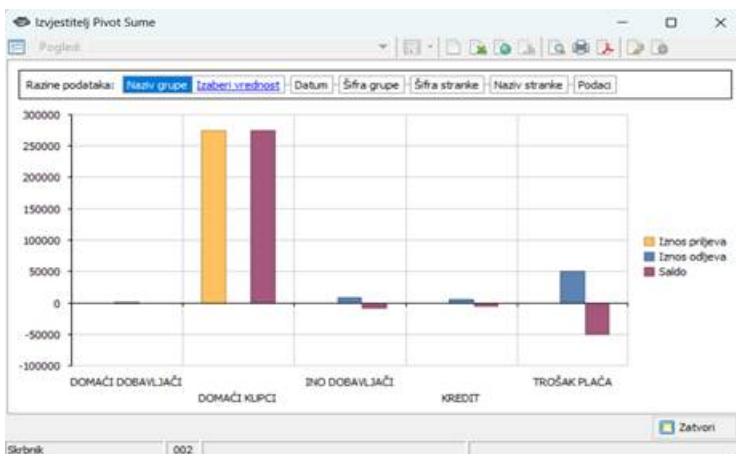 Izvjestitelj Pivot Sume
Pogled:
Razine podataka: Naziv grupe Izaberi vrednost Datum Šifra grupe Šifra stranke Naziv stranke Podaci
300000
250000
200000
150000
100000
50000
0
-50000
-100000
Iznos priljeva
Iznos odljeva
Saldo
DOMAĆI DOBAVLJAČI
DOMAĆI KUPCI
INO DOBAVLJAČI
KREDIT
TROŠAK PLAĆA
Zatvori
Skrbnik 002